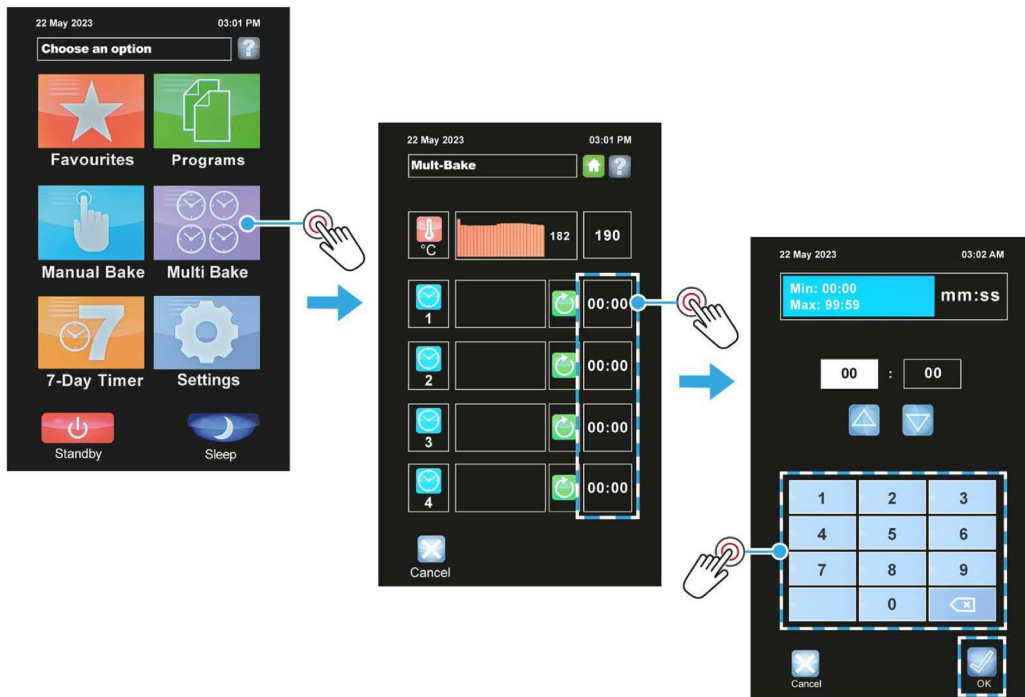 22 May 2023 03:01 PM
Choose an option ?
Favourites Programs
Manual Bake Multi Bake
7
7-Day Timer Settings
Standby Sleep
22 May 2023 03:01 PM
Mult-Bake ?
°C 182 190
1 00:00
2 00:00
3 00:00
4 00:00
Cancel
22 May 2023 03:02 AM
Min: 00:00
Max: 99:59
mm:ss
00 : 00
1 2 3
4 5 6
7 8 9
0
Cancel OK